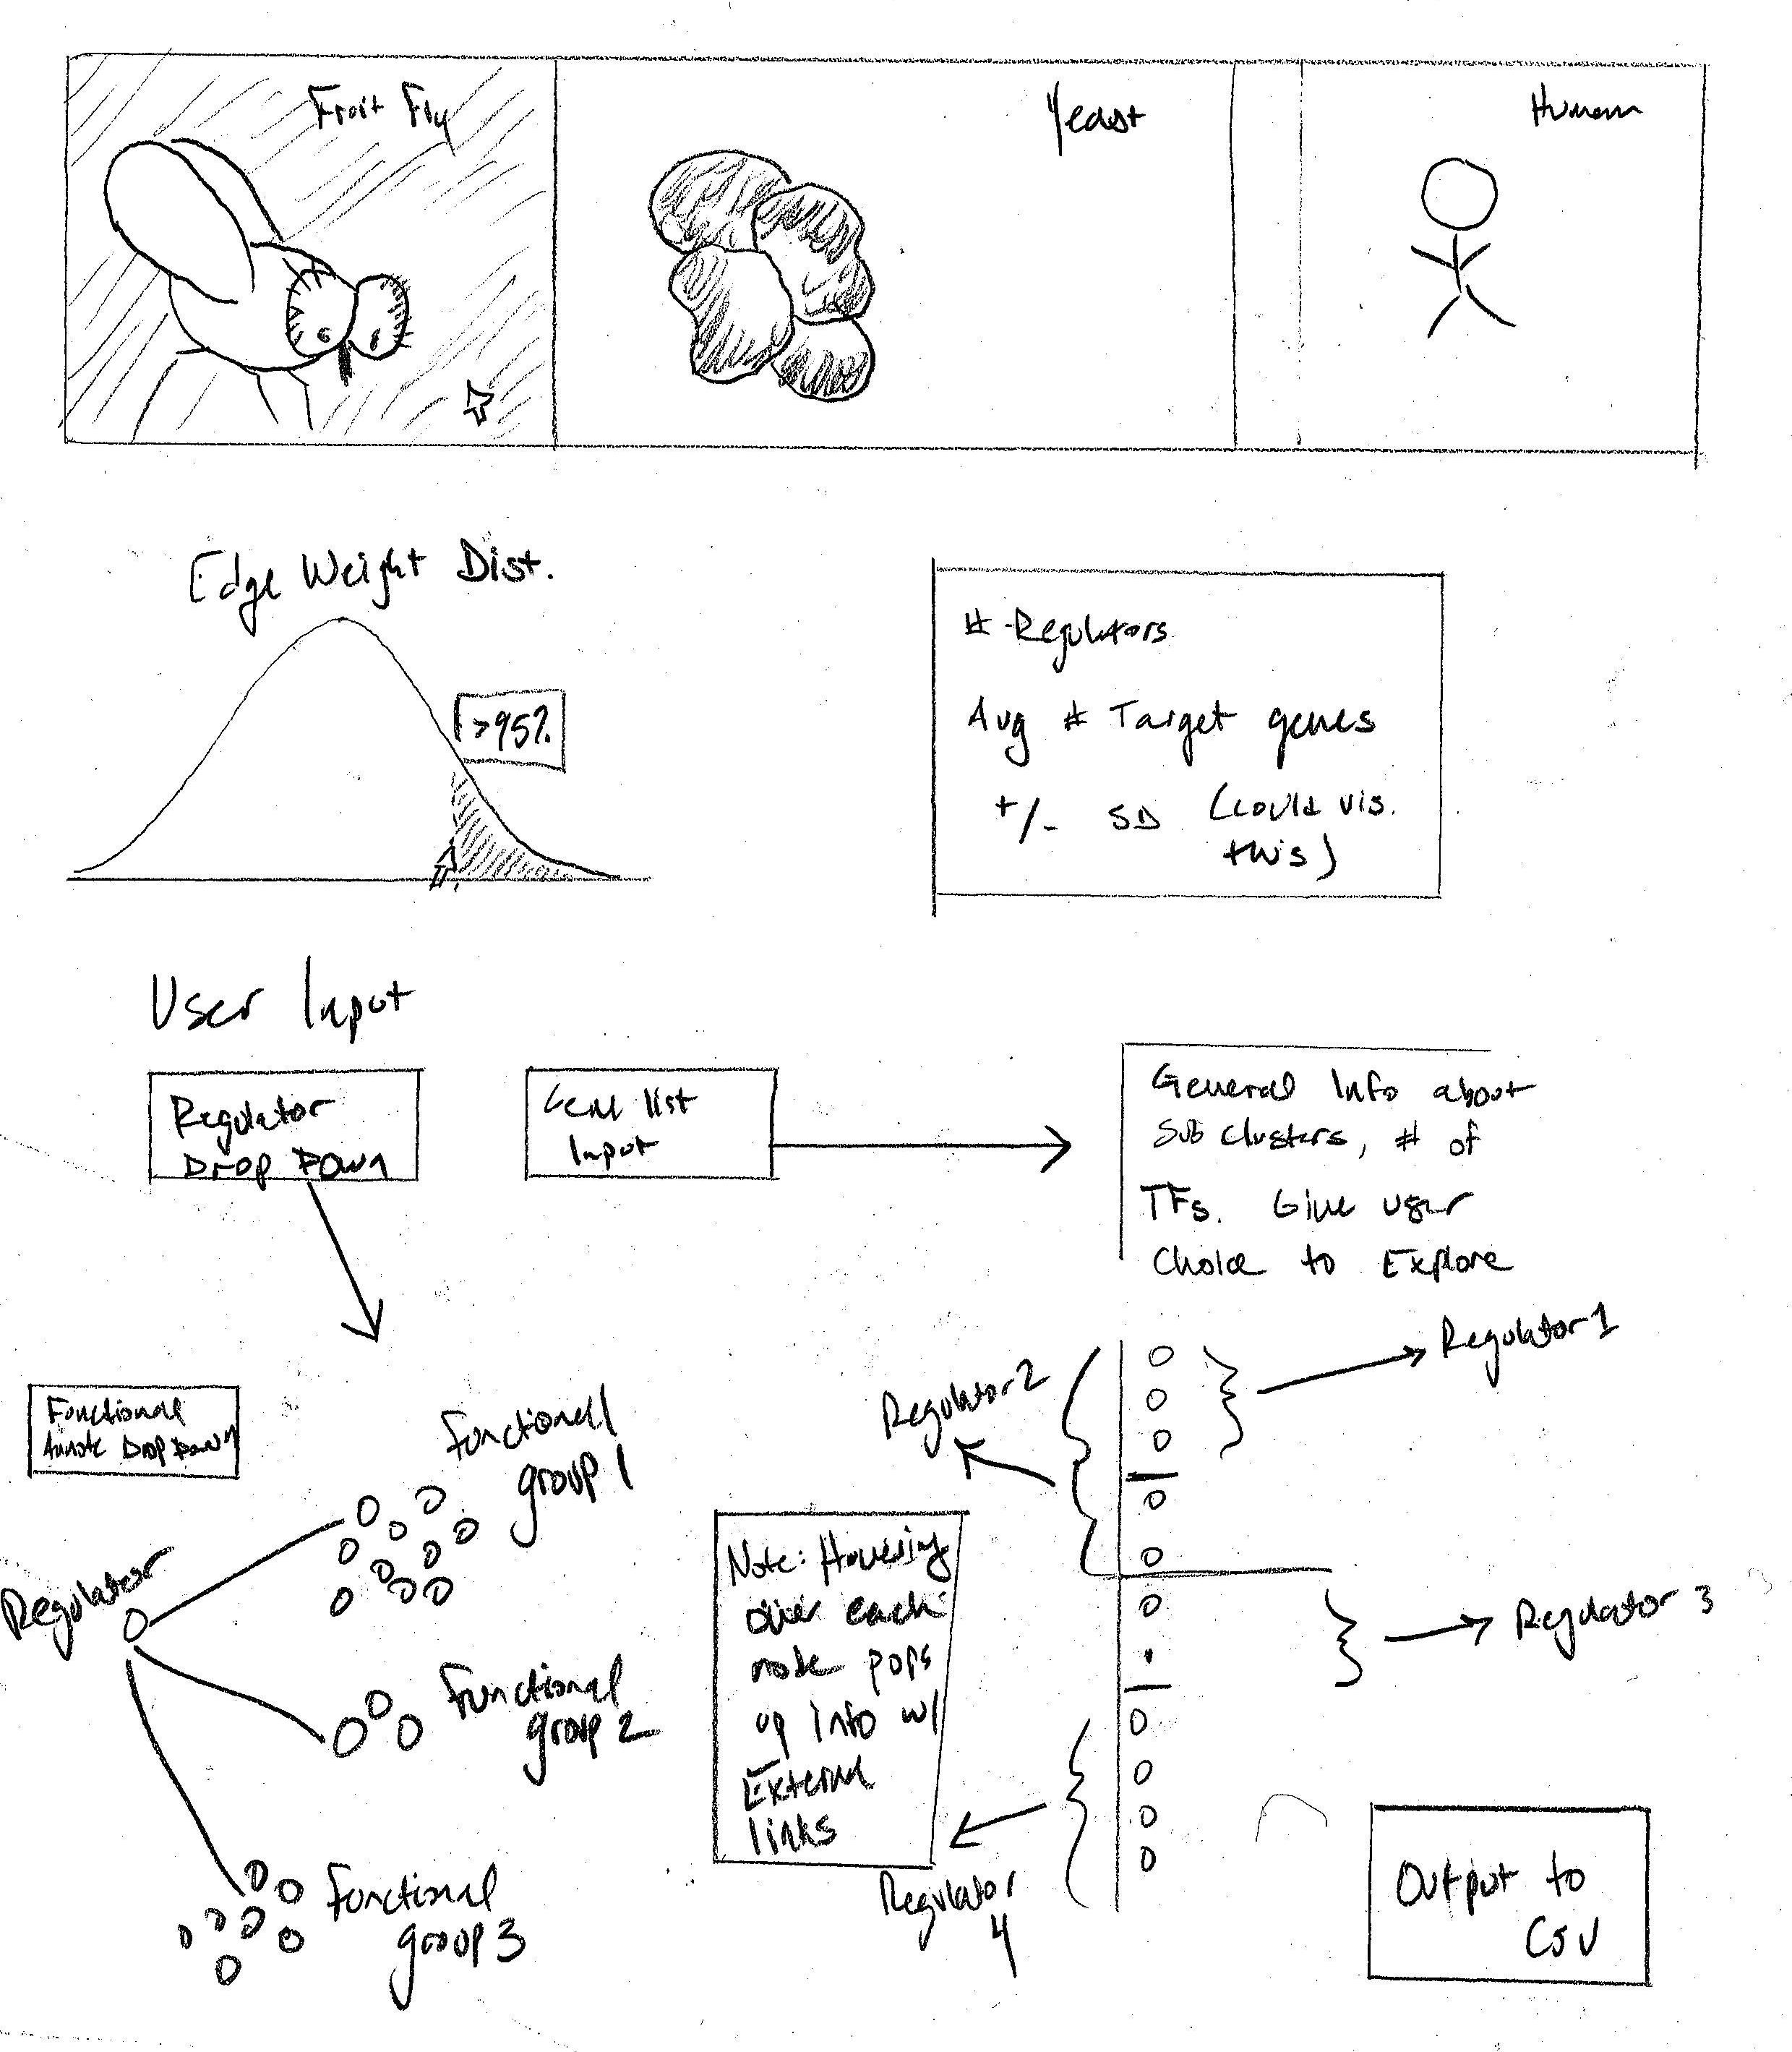 Fruit Fly
Yeast
Human
Edge Weight Dist.
>95%
# Regulators
Avg # Target genes
+/- SD (could vis.
this)
User Input
Regulator
Drop Down
Gene list
Input
General Info about
Sub clusters, # of
TFs. Give user
Choice to Explore
Functional
Annote Drop Down
Regulator
Functional
group 1
Functional
group 2
Functional
group 3
Note: Hovering
over each
node pops
up info w/
External
links
Regulator 1
Regulator 2
Regulator 3
Regulator
4
Output to
CSV